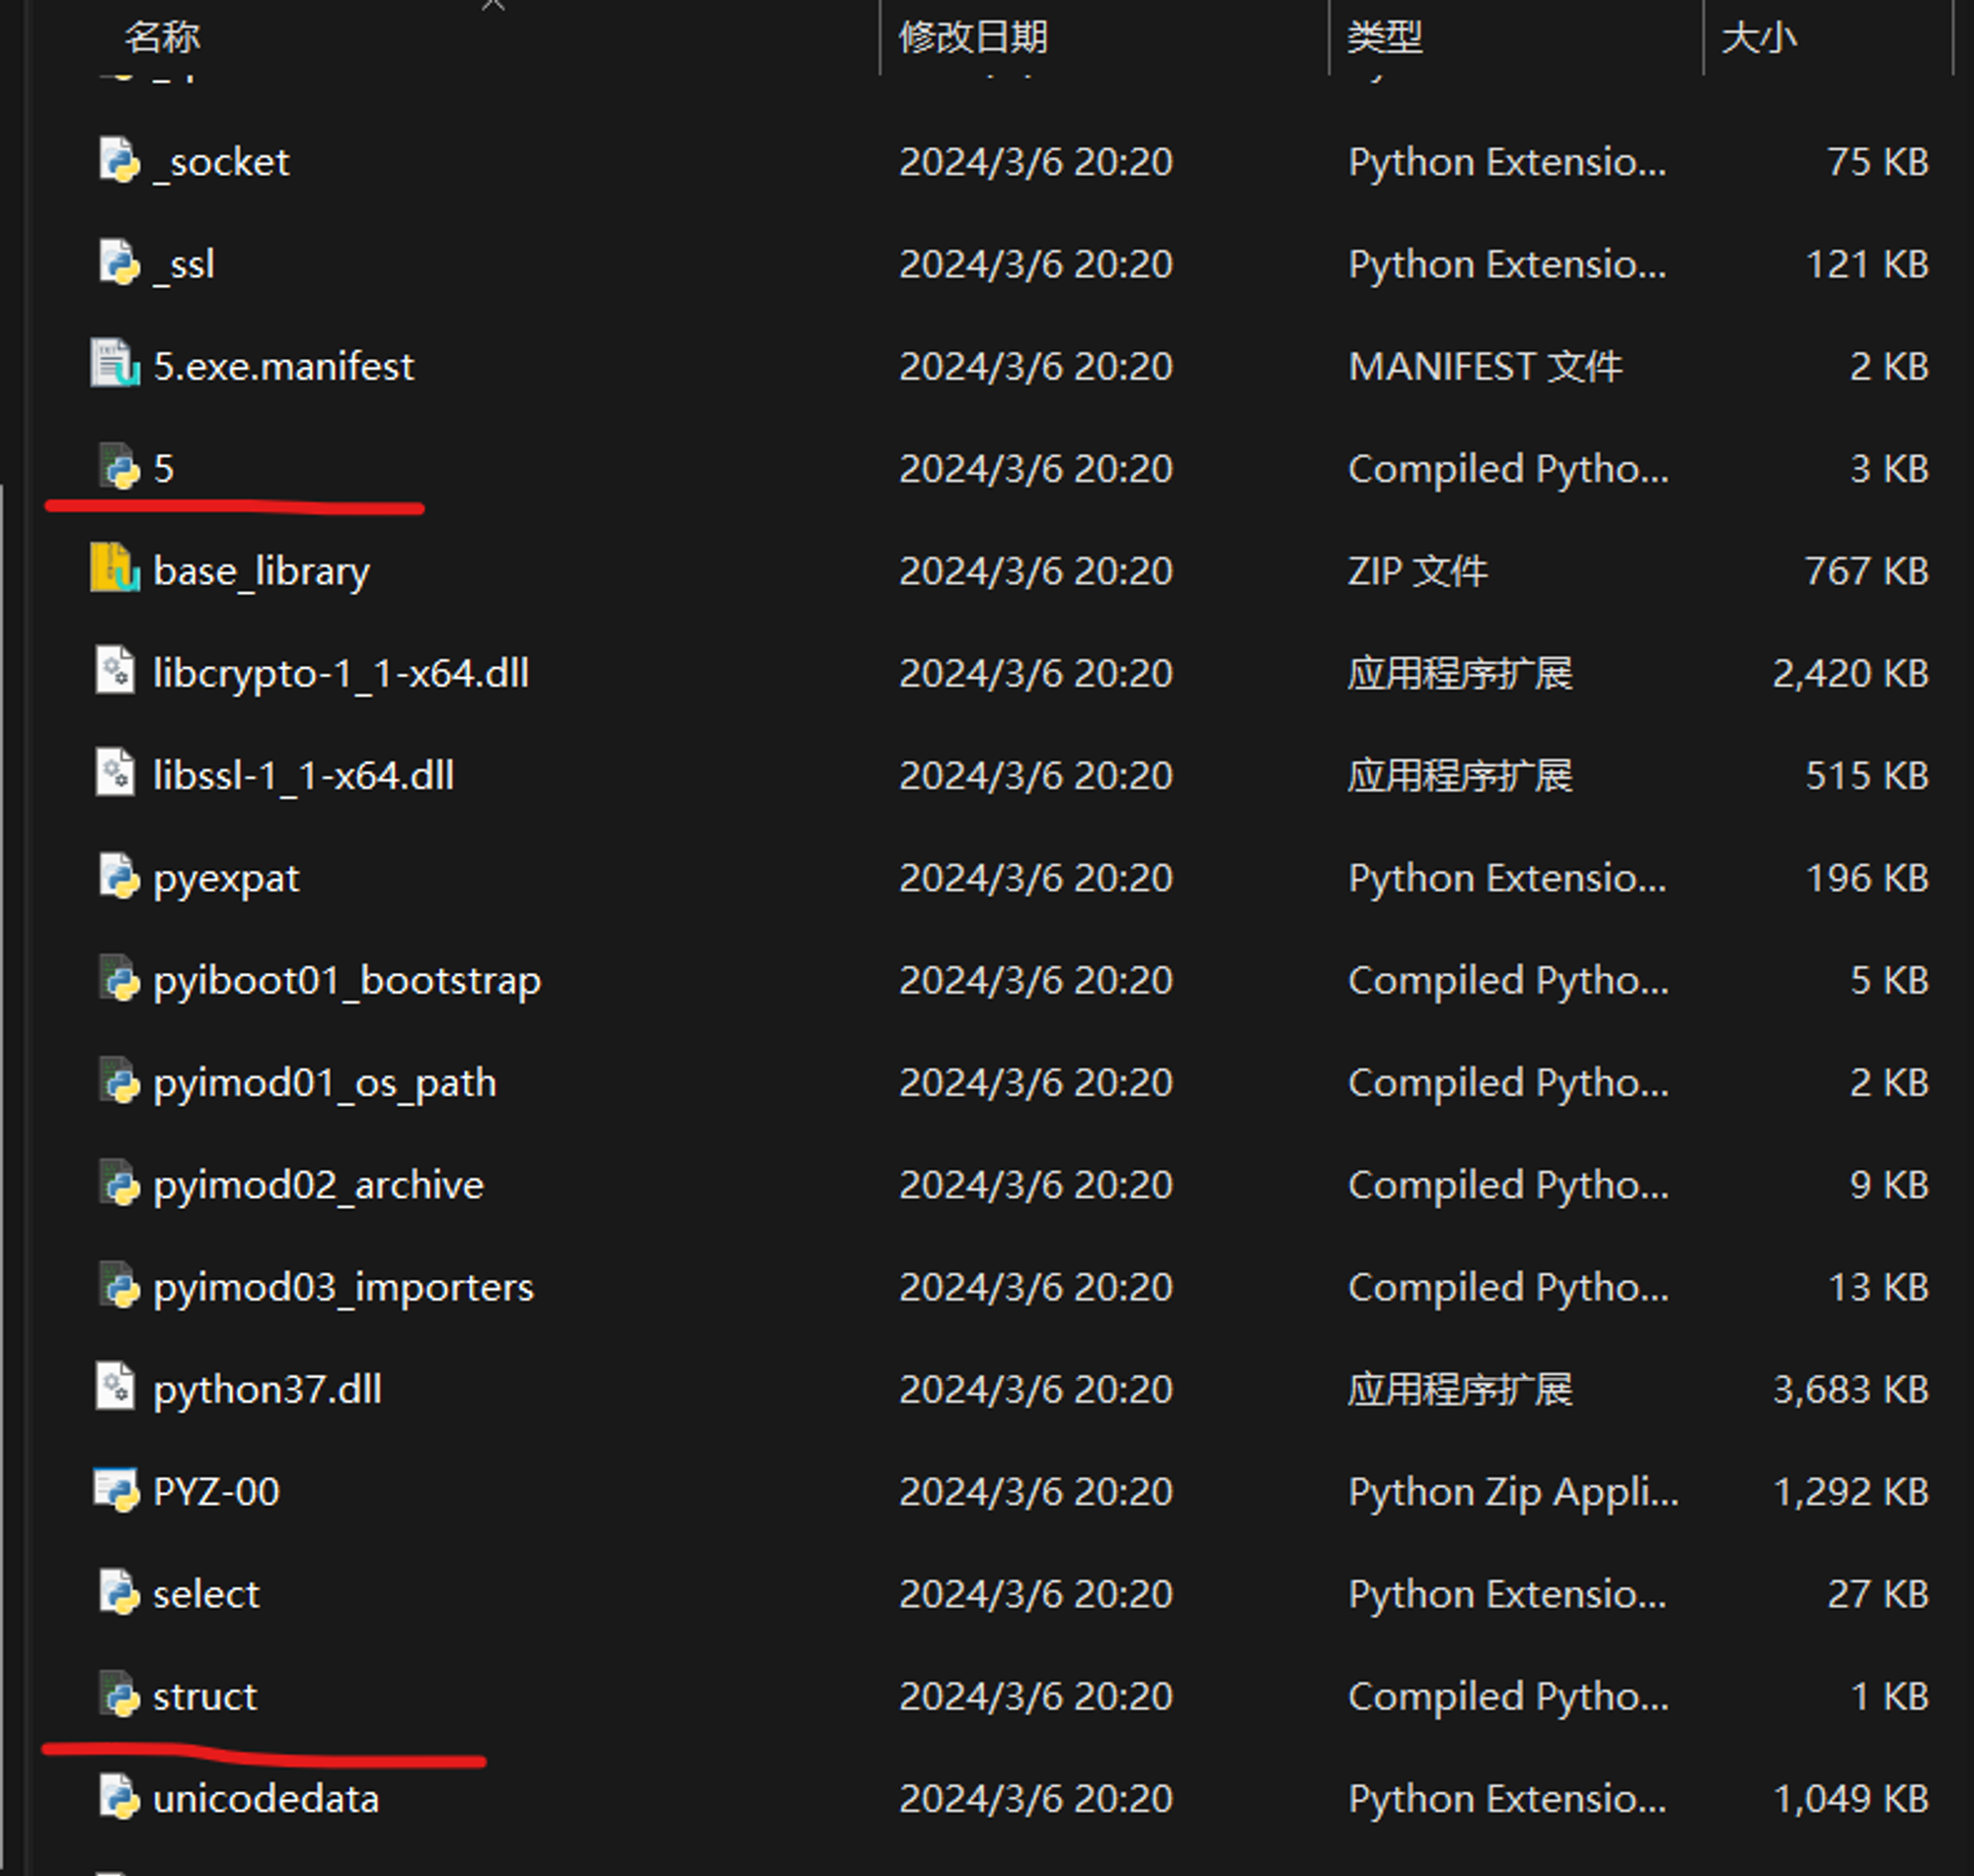 名称 修改日期 类型 大小
_socket 2024/3/6 20:20 Python Extensio... 75 KB
_ssl 2024/3/6 20:20 Python Extensio... 121 KB
5.exe.manifest 2024/3/6 20:20 MANIFEST 文件 2 KB
5 2024/3/6 20:20 Compiled Pytho... 3 KB
base_library 2024/3/6 20:20 ZIP 文件 767 KB
libcrypto-1_1-x64.dll 2024/3/6 20:20 应用程序扩展 2,420 KB
libssl-1_1-x64.dll 2024/3/6 20:20 应用程序扩展 515 KB
pyexpat 2024/3/6 20:20 Python Extensio... 196 KB
pyiboot01_bootstrap 2024/3/6 20:20 Compiled Pytho... 5 KB
pyimod01_os_path 2024/3/6 20:20 Compiled Pytho... 2 KB
pyimod02_archive 2024/3/6 20:20 Compiled Pytho... 9 KB
pyimod03_importers 2024/3/6 20:20 Compiled Pytho... 13 KB
python37.dll 2024/3/6 20:20 应用程序扩展 3,683 KB
PYZ-00 2024/3/6 20:20 Python Zip Appli... 1,292 KB
select 2024/3/6 20:20 Python Extensio... 27 KB
struct 2024/3/6 20:20 Compiled Pytho... 1 KB
unicodedata 2024/3/6 20:20 Python Extensio... 1,049 KB